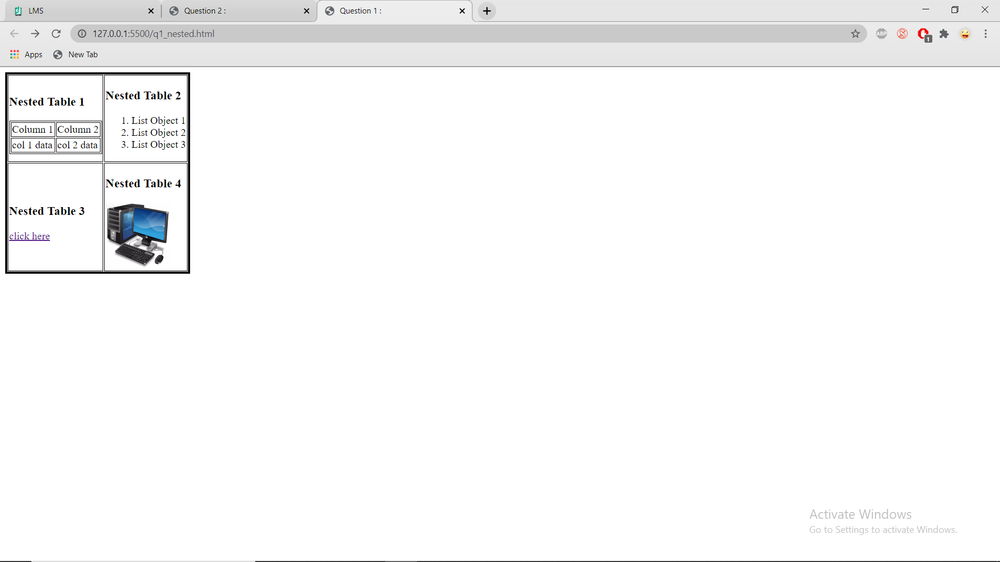 LMS
Question 2 :
Question 1 :
127.0.0.1:5500/q1_nested.html
ABP
1
Apps
New Tab
Nested Table 1
Column 1 Column 2
col 1 data col 2 data
Nested Table 2
1. List Object 1
2. List Object 2
3. List Object 3
Nested Table 3
click here
Nested Table 4
Activate Windows
Go to Settings to activate Windows.